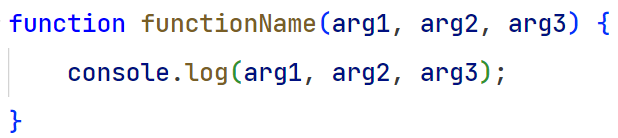 function functionName(arg1, arg2, arg3) {
    console.log(arg1, arg2, arg3);
}